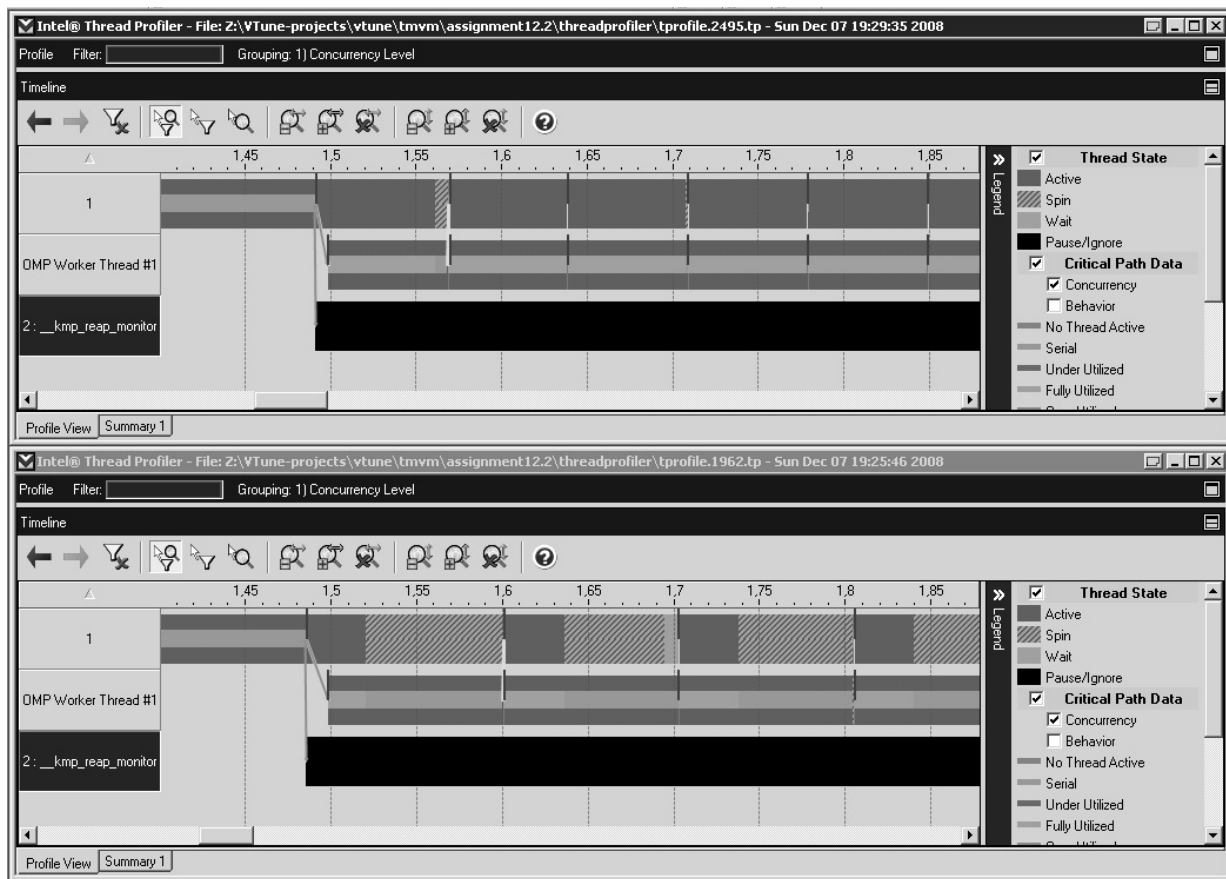 Intel® Thread Profiler - File: Z:\VTune-projects\vtune\tmvm\assignment12.2\threadprofiler\tprofile.2495.tp - Sun Dec 07 19:29:35 2008
Profile Filter: Grouping: 1) Concurrency Level
Timeline
1,45 1,5 1,55 1,6 1,65 1,7 1,75 1,8 1,85
1
OMP Worker Thread #1
2 : __kmp_reap_monitor
Legend
Thread State
Active
Spin
Wait
Pause/Ignore
Critical Path Data
Concurrency
Behavior
No Thread Active
Serial
Under Utilized
Fully Utilized
Profile View Summary 1
Intel® Thread Profiler - File: Z:\VTune-projects\vtune\tmvm\assignment12.2\threadprofiler\tprofile.1962.tp - Sun Dec 07 19:25:46 2008
Profile Filter: Grouping: 1) Concurrency Level
Timeline
1,45 1,5 1,55 1,6 1,65 1,7 1,75 1,8 1,85
1
OMP Worker Thread #1
2 : __kmp_reap_monitor
Legend
Thread State
Active
Spin
Wait
Pause/Ignore
Critical Path Data
Concurrency
Behavior
No Thread Active
Serial
Under Utilized
Fully Utilized
Profile View Summary 1